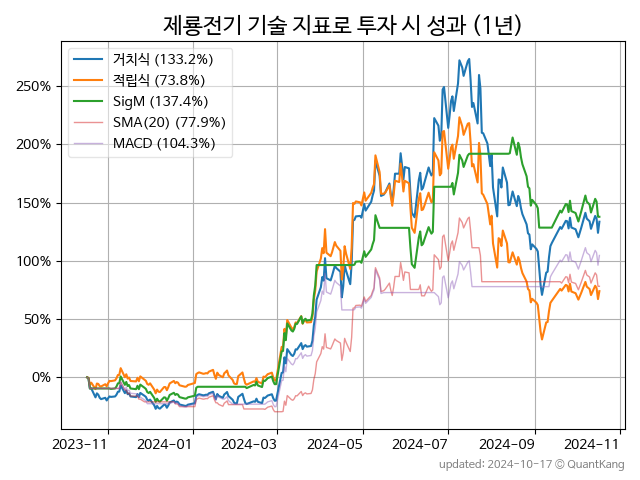 제룡전기 기술 지표로 투자 시 성과 (1년)
거치식 (133.2%)
적립식 (73.8%)
SigM (137.4%)
SMA(20) (77.9%)
MACD (104.3%)
250%
200%
150%
100%
50%
0%
2023-11 2024-01 2024-03 2024-05 2024-07 2024-09 2024-11
updated: 2024-10-17 © QuantKang